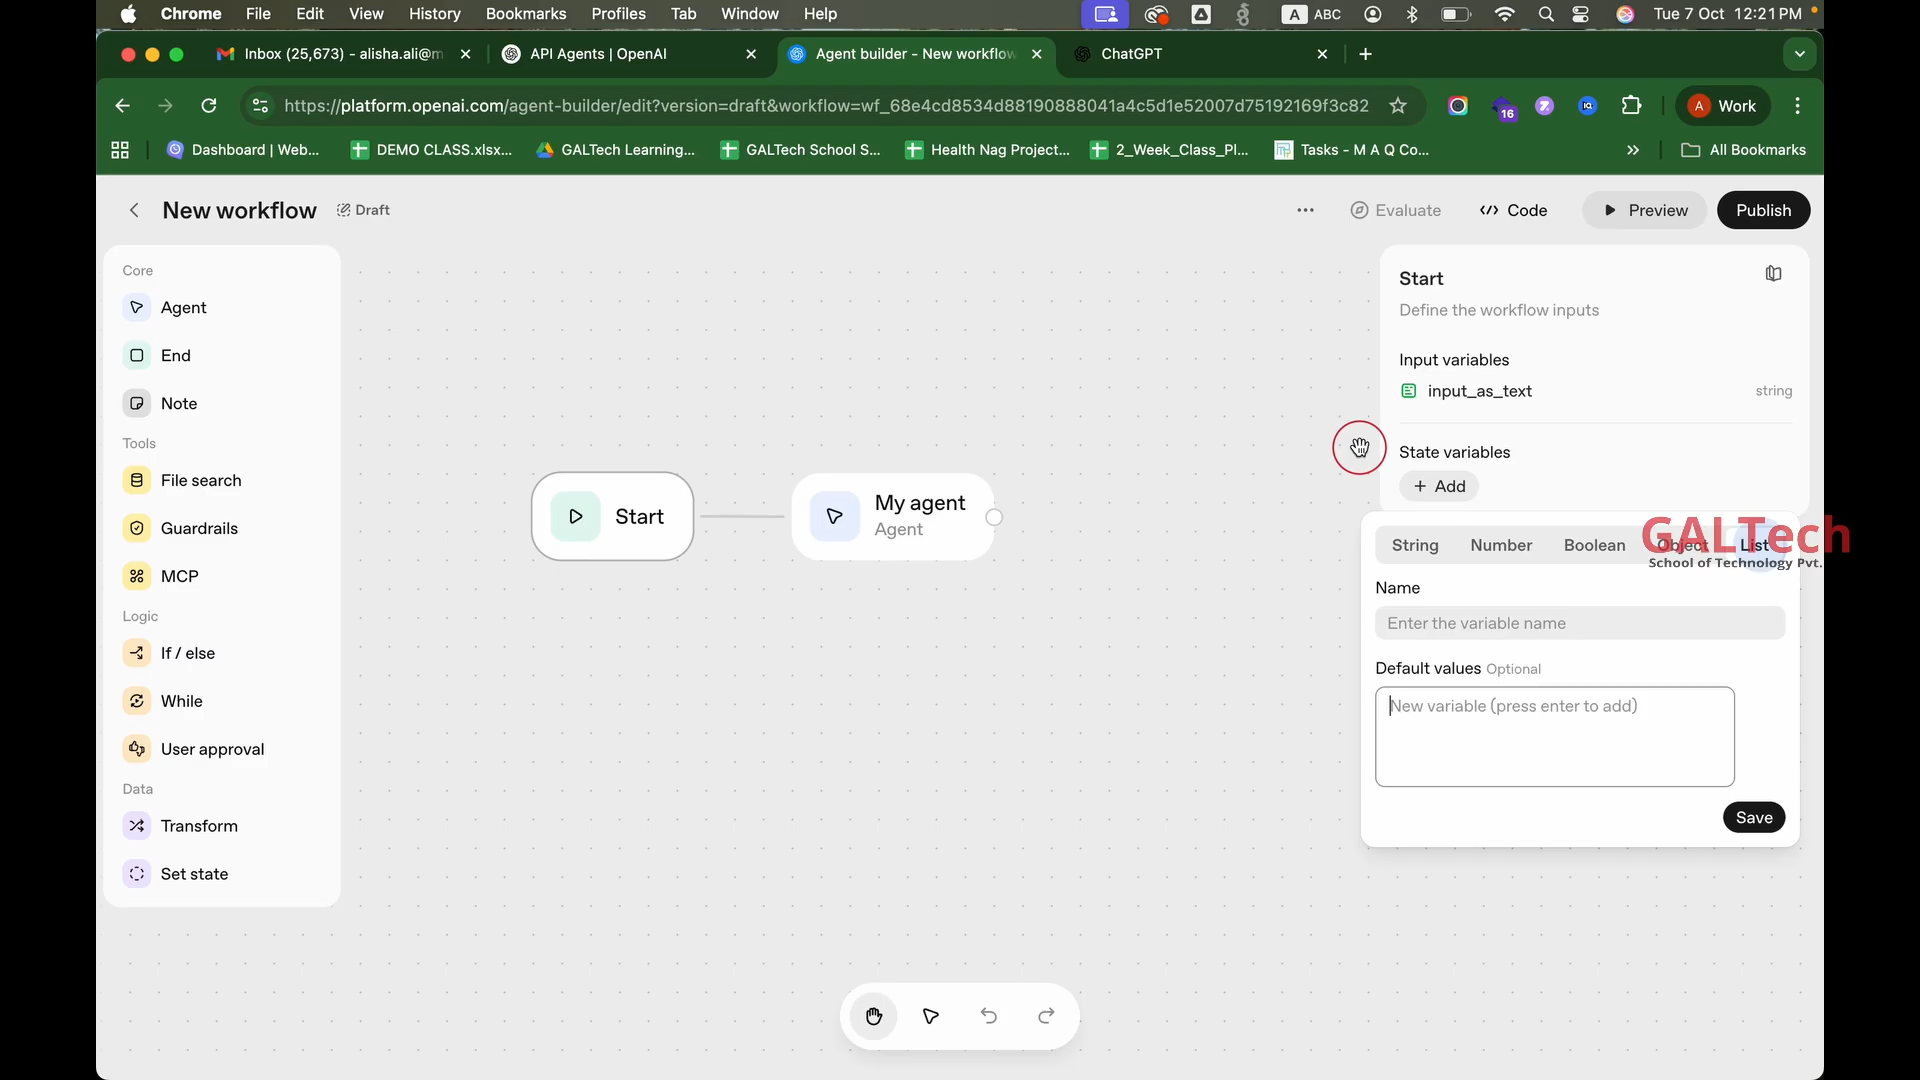 Chrome File Edit View History Bookmarks Profiles Tab Window Help A ABC Tue 7 Oct 12:21 PM
Inbox (25,673) - alisha.ali@m API Agents | OpenAI Agent builder - New workflow ChatGPT
https://platform.openai.com/agent-builder/edit?version=draft&workflow=wf_68e4cd8534d88190888041a4c5d1e52007d75192169f3c82 16 A Work
Dashboard | Web... DEMO CLASS.xlsx... GALTech Learning... GALTech School S... Health Nag Project... 2_Week_Class_Pl... Tasks - M A Q Co... All Bookmarks
New workflow Draft Evaluate Code Preview Publish
Core
Agent
End
Note
Tools
File search
Guardrails
MCP
Logic
If / else
While
User approval
Data
Transform
Set state
Start
My agent
Agent
Start
Define the workflow inputs
Input variables
input_as_text string
State variables
+ Add
String Number Boolean Object List
GALTech
School of Technology Pvt.
Name
Enter the variable name
Default values Optional
New variable (press enter to add)
Save